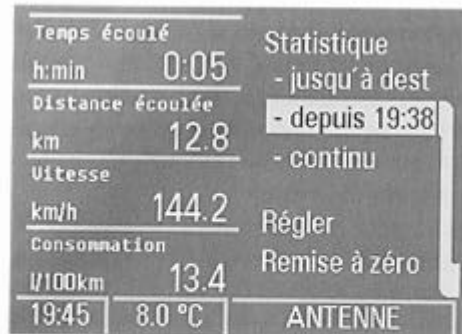 Temps écoulé
h:min 0:05
Distance écoulée
km 12.8
Vitesse
km/h 144.2
Consommation
l/100km 13.4
19:45 8.0 °C
Statistique
- jusqu´à dest
- depuis 19:38
- continu
Régler
Remise à zéro
ANTENNE